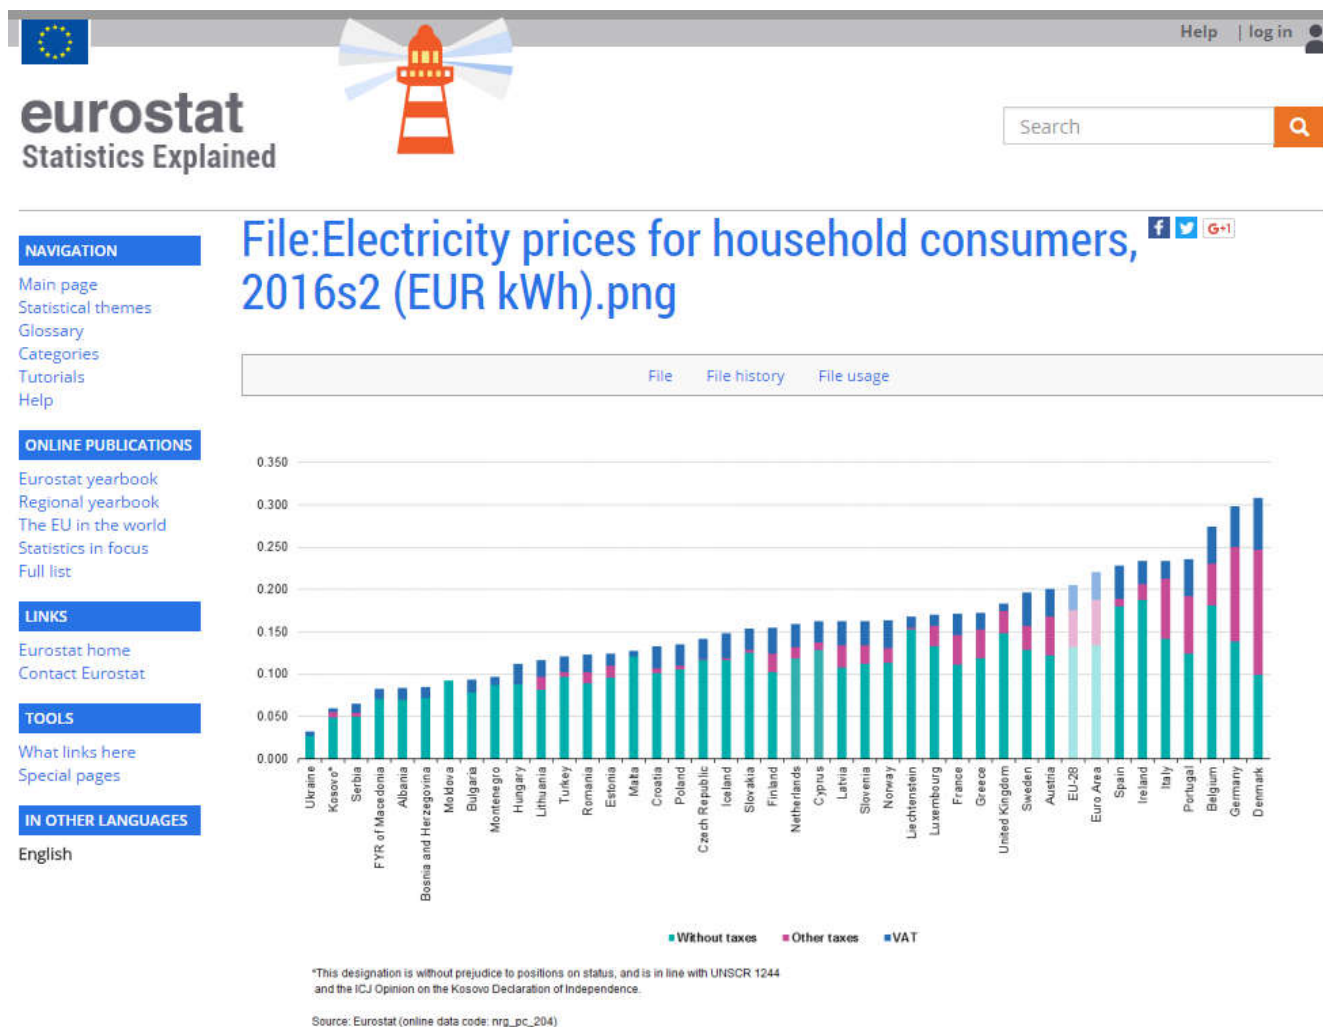 Help | log in
eurostat
Statistics Explained
Search
File:Electricity prices for household consumers,
2016s2 (EUR kWh).png
G+1
NAVIGATION
Main page
Statistical themes
Glossary
Categories
Tutorials
Help
ONLINE PUBLICATIONS
Eurostat yearbook
Regional yearbook
The EU in the world
Statistics in focus
Full list
LINKS
Eurostat home
Contact Eurostat
TOOLS
What links here
Special pages
IN OTHER LANGUAGES
English
File File history File usage
0.350
0.300
0.250
0.200
0.150
0.100
0.050
0.000
Ukraine
Kosovo*
Serbia
FYR of Macedonia
Albania
Bosnia and Herzegovina
Moldova
Bulgaria
Montenegro
Hungary
Lithuania
Turkey
Romania
Estonia
Malta
Croatia
Poland
Czech Republic
Iceland
Slovakia
Finland
Netherlands
Cyprus
Latvia
Slovenia
Norway
Liechtenstein
Luxembourg
France
Greece
United Kingdom
Sweden
Austria
EU-28
Euro Area
Spain
Ireland
Italy
Portugal
Belgium
Germany
Denmark
Without taxes Other taxes VAT
*This designation is without prejudice to positions on status, and is in line with UNSCR 1244
and the ICJ Opinion on the Kosovo Declaration of Independence.
Source: Eurostat (online data code: nrg_pc_204)